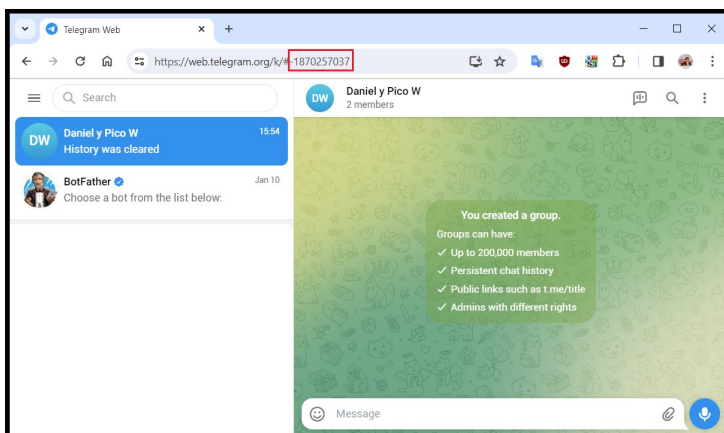 Telegram Web
https://web.telegram.org/k/#-1870257037
Search
DW
Daniel y Pico W
15:54
History was cleared
BotFather
Jan 10
Choose a bot from the list below:
DW
Daniel y Pico W
2 members
You created a group.
Groups can have:
Up to 200,000 members
Persistent chat history
Public links such as t.me/title
Admins with different rights
Message